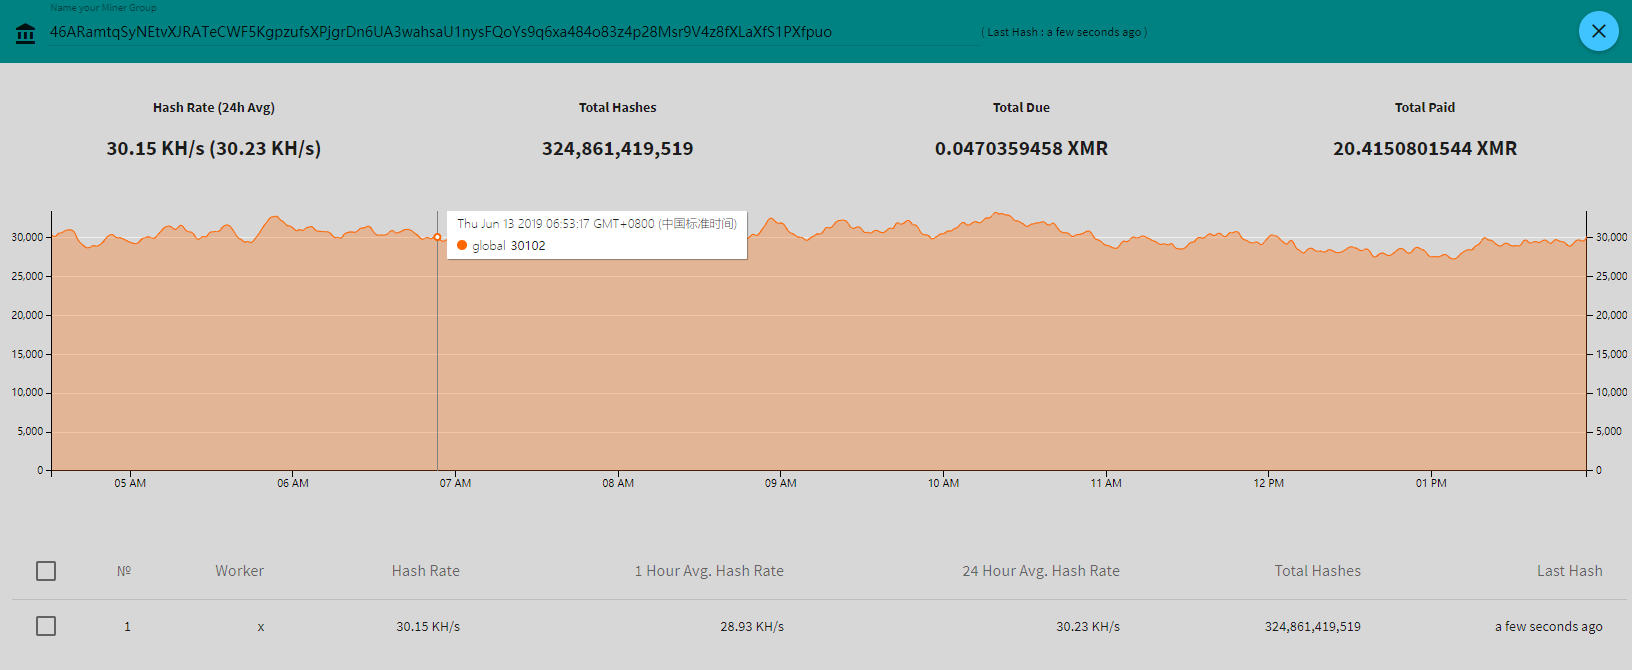 Name your Miner Group
46ARamtqSyNEtvXJRATeCWF5KgpzufsXPjgrDn6UA3wahsaU1nysFQoYs9q6xa484o83z4p28Msr9V4z8fXLaXfS1PXfpuo
( Last Hash : a few seconds ago )
Hash Rate (24h Avg) Total Hashes Total Due Total Paid
30.15 KH/s (30.23 KH/s) 324,861,419,519 0.0470359458 XMR 20.4150801544 XMR
Thu Jun 13 2019 06:53:17 GMT+0800 (中国标准时间)
global 30102
30,000 30,000
25,000 25,000
20,000 20,000
15,000 15,000
10,000 10,000
5,000 5,000
0 0
05 AM 06 AM 07 AM 08 AM 09 AM 10 AM 11 AM 12 PM 01 PM
№ Worker Hash Rate 1 Hour Avg. Hash Rate 24 Hour Avg. Hash Rate Total Hashes Last Hash
1 x 30.15 KH/s 28.93 KH/s 30.23 KH/s 324,861,419,519 a few seconds ago